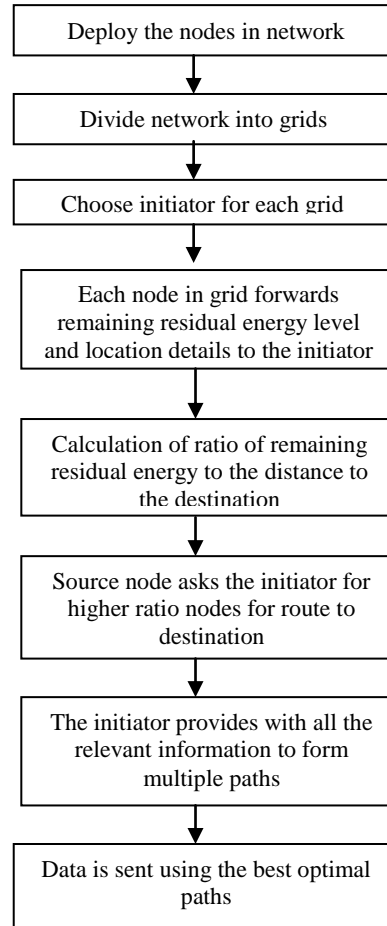 Deploy the nodes in network
Divide network into grids
Choose initiator for each grid
Each node in grid forwards
remaining residual energy level
and location details to the initiator
Calculation of ratio of remaining
residual energy to the distance to
the destination
Source node asks the initiator for
higher ratio nodes for route to
destination
The initiator provides with all the
relevant information to form
multiple paths
Data is sent using the best optimal
paths